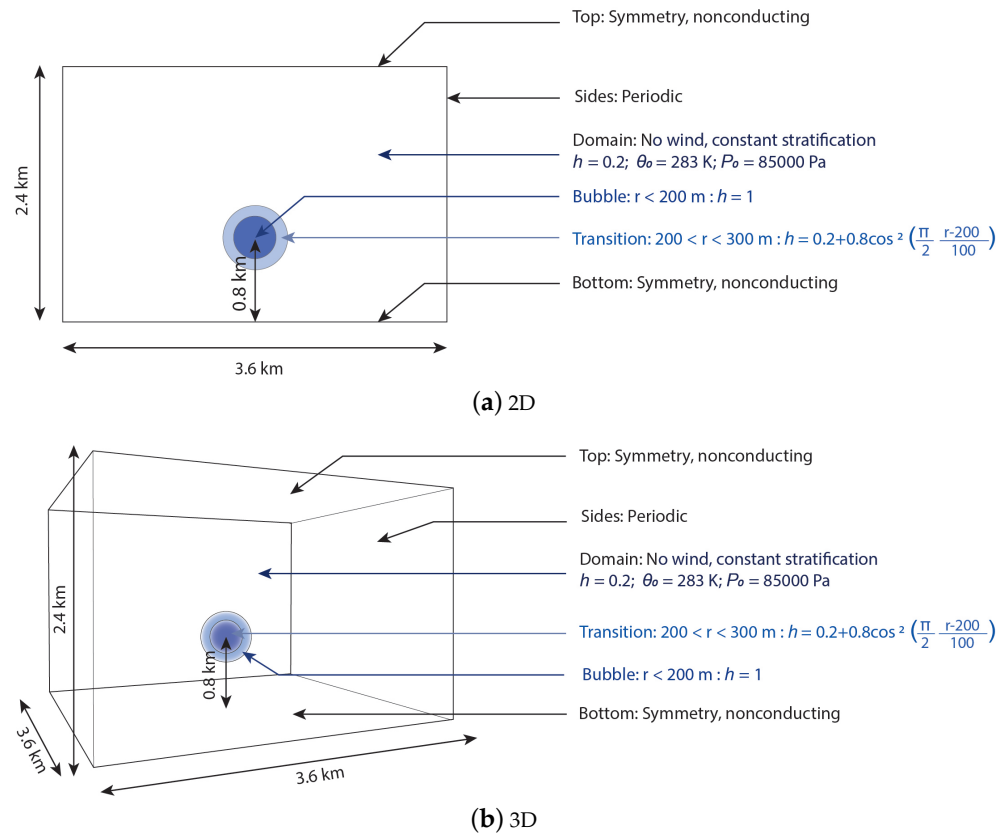 Top: Symmetry, nonconducting
Sides: Periodic
Domain: No wind, constant stratification
h = 0.2; θₒ = 283 K; Pₒ = 85000 Pa
2.4 km
Bubble: r < 200 m : h = 1
Transition: 200 < r < 300 m : h = 0.2+0.8cos² (π/2 r-200/100)
0.8 km
Bottom: Symmetry, nonconducting
3.6 km
(a) 2D
Top: Symmetry, nonconducting
Sides: Periodic
Domain: No wind, constant stratification
h = 0.2; θₒ = 283 K; Pₒ = 85000 Pa
2.4 km
Transition: 200 < r < 300 m : h = 0.2+0.8cos² (π/2 r-200/100)
0.8 km
Bubble: r < 200 m : h = 1
Bottom: Symmetry, nonconducting
3.6 km
3.6 km
(b) 3D